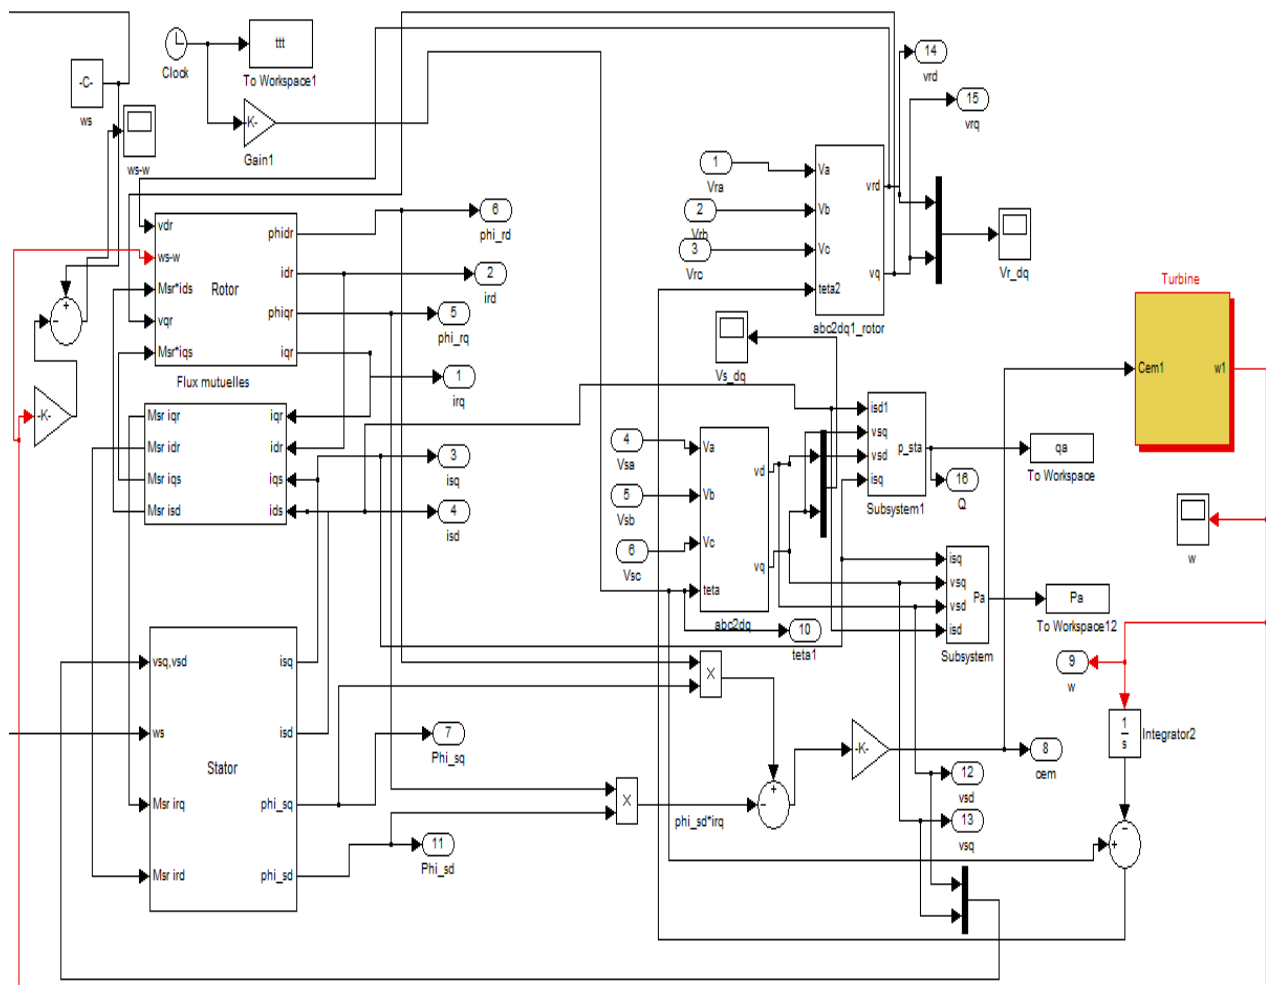 ttt
Clock
To Workspace1
-C-
ws
-K-
Gain1
ws-w
14
vrd
15
vrq
1
Vra
2
Vrb
3
Vrc
Va
Vb
Vc
teta2
vrd
vq
abc2dq1_rotor
Vr_dq
vdr
ws-w
Msr*ids
vqr
Msr*iqs
Rotor
phidr
idr
phiqr
iqr
Flux mutuelles
6
phi_rd
2
ird
5
phi_rq
1
irq
-K-
Msr iqr
Msr idr
Msr iqs
Msr isd
iqr
idr
iqs
ids
3
isq
4
isd
Vs_dq
4
Vsa
5
Vsb
6
Vsc
Va
Vb
Vc
teta
vd
vq
abc2dq
isd1
vsq
vsd
isq
p_sta
Subsystem1
qa
To Workspace
16
Q
isq
vsq
vsd
isd
Pa
Subsystem
Pa
To Workspace12
10
teta1
Turbine
Cem1
w1
w
9
w
1
s
Integrator2
vsq,vsd
ws
Msr irq
Msr ird
Stator
isq
isd
phi_sq
phi_sd
7
Phi_sq
11
Phi_sd
X
X
phi_sd*irq
-K-
8
cem
12
vsd
13
vsq